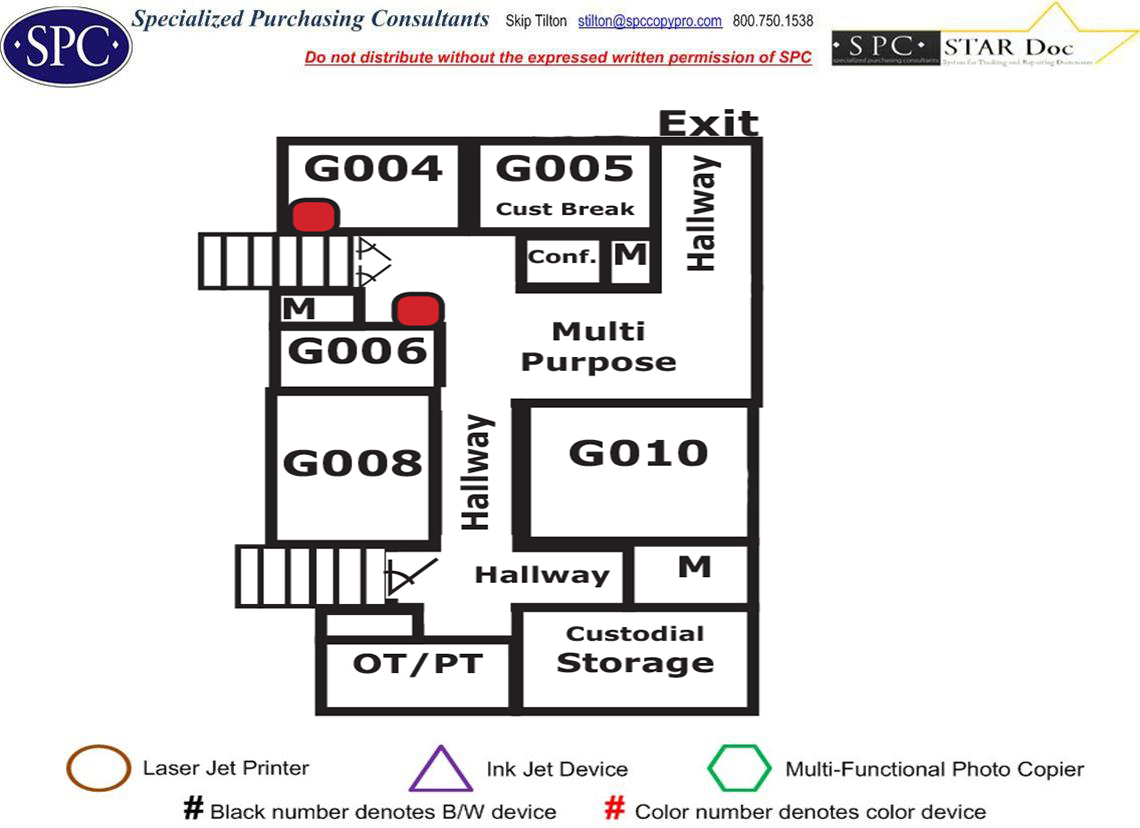 SPC
Specialized Purchasing Consultants Skip Tilton stilton@spccopypro.com 800.750.1538
Do not distribute without the expressed written permission of SPC
·SPC· STAR Doc
specialized purchasing consultants System for Tracking and Reporting Documents
Exit
G004
G005
Cust Break
Hallway
Conf.
M
M
G006
Multi
Purpose
G008
Hallway
G010
Hallway
M
OT/PT
Custodial
Storage
Laser Jet Printer
Ink Jet Device
Multi-Functional Photo Copier
# Black number denotes B/W device
# Color number denotes color device